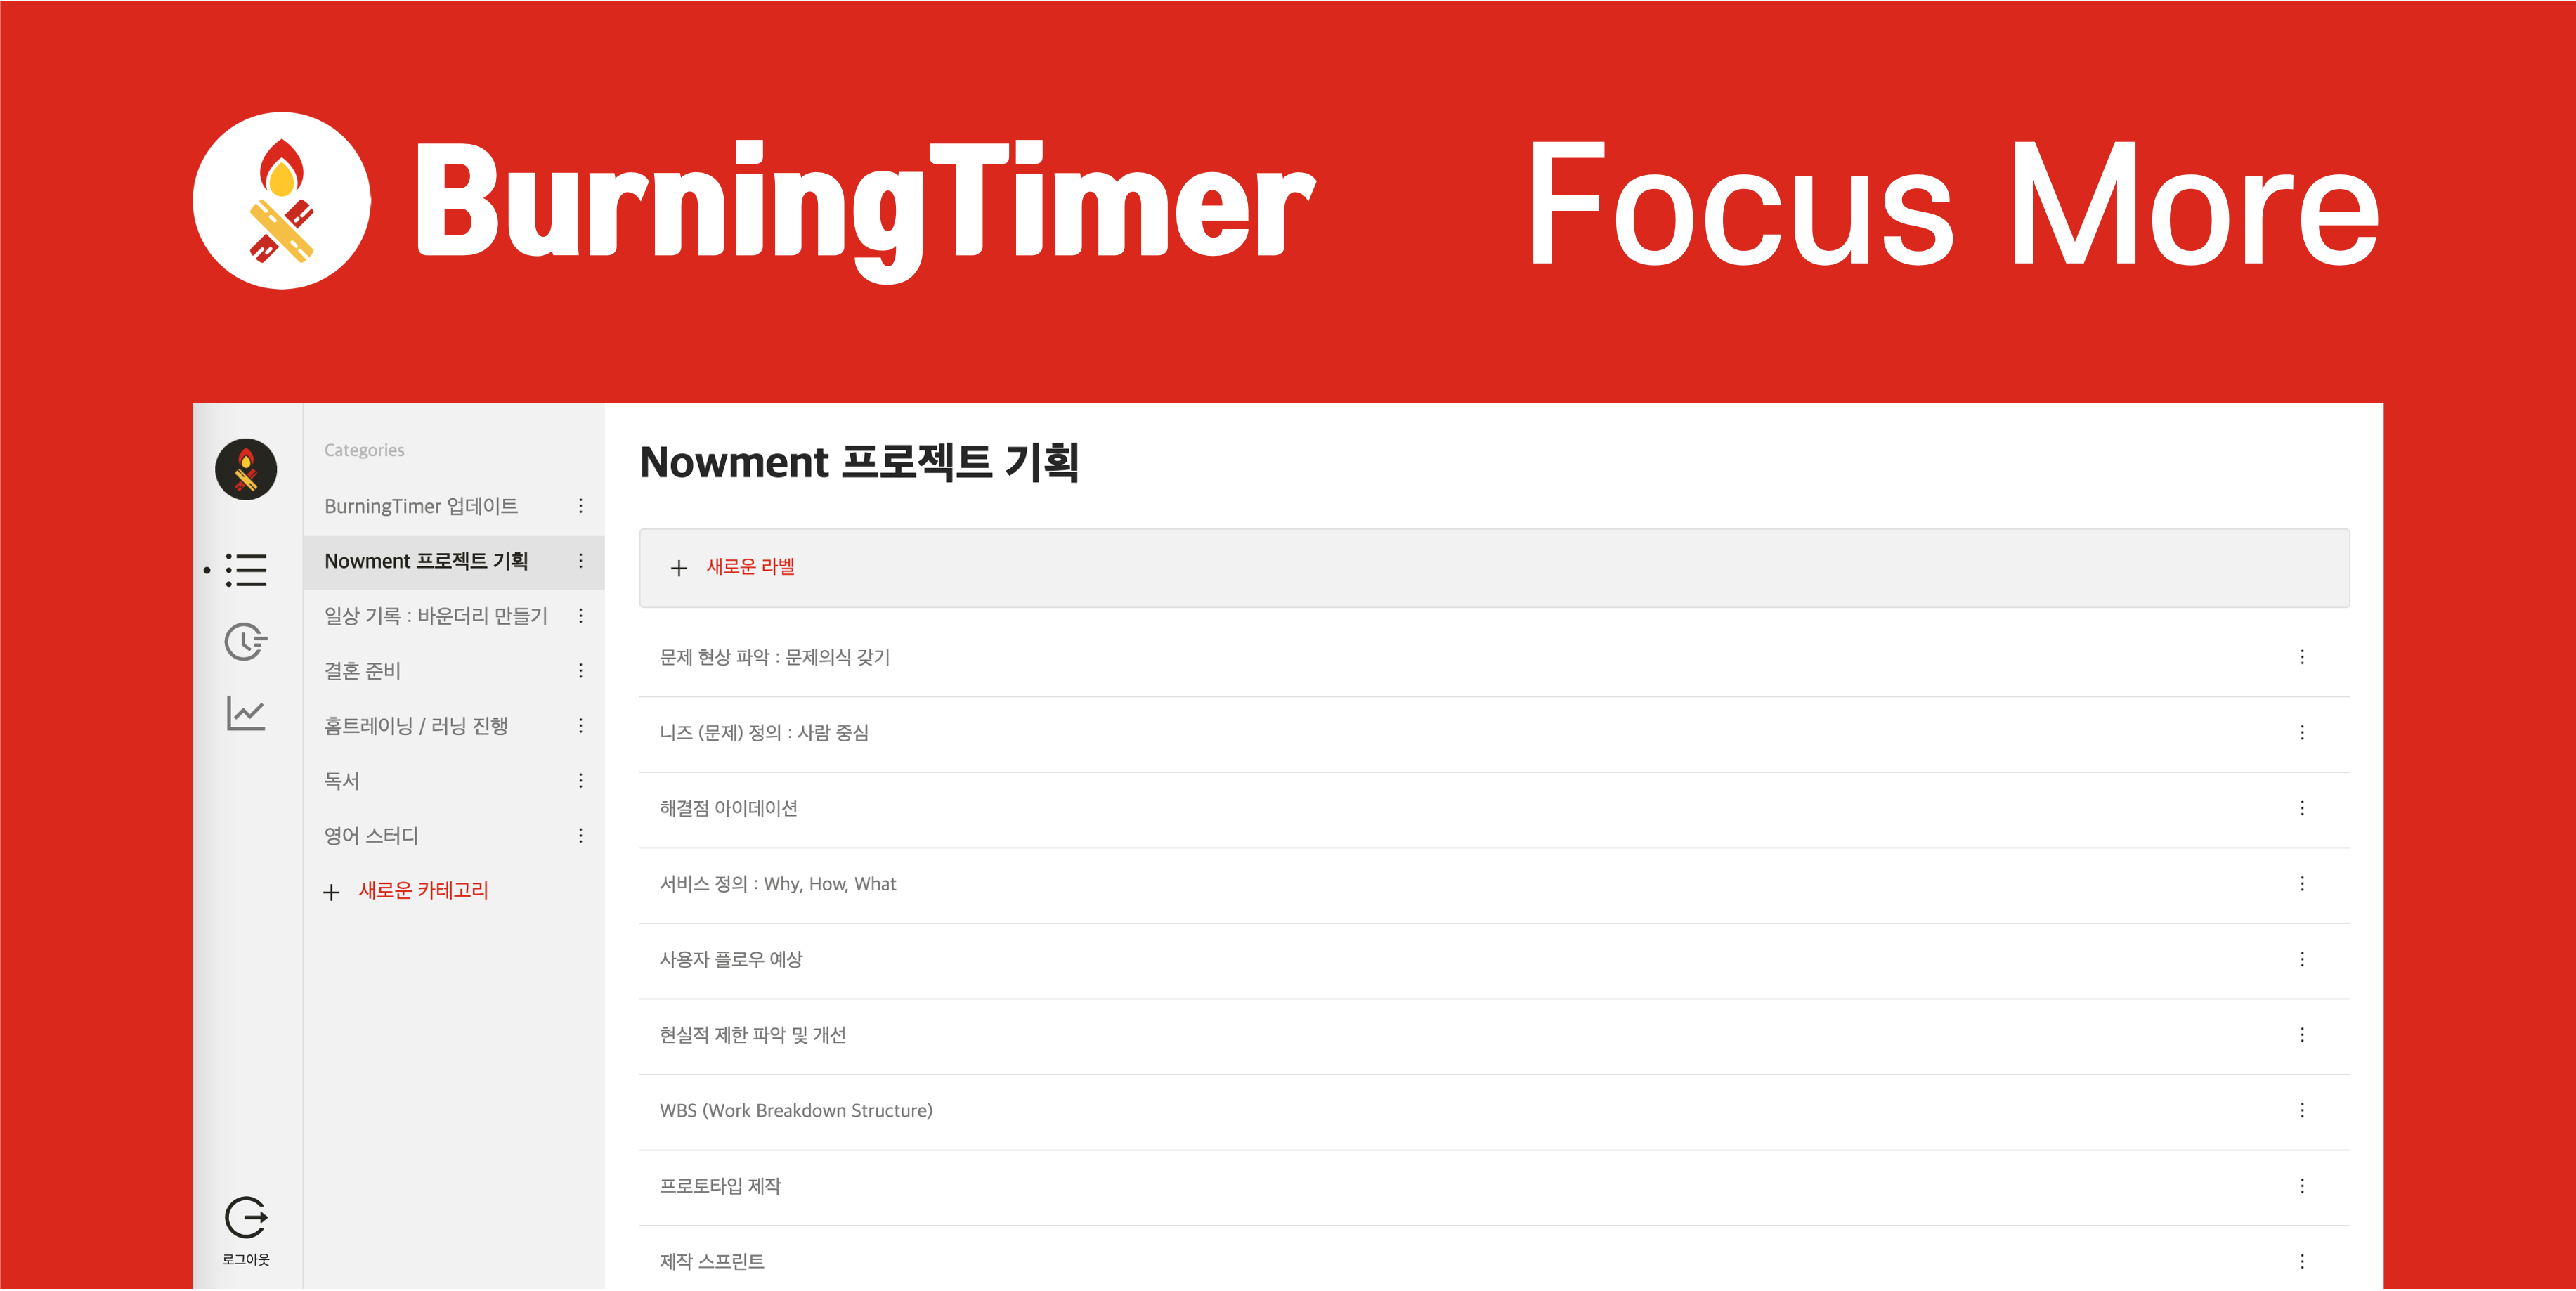 BurningTimer
Focus More
Categories
BurningTimer 업데이트
Nowment 프로젝트 기획
일상 기록 : 바운더리 만들기
결혼 준비
홈트레이닝 / 러닝 진행
독서
영어 스터디
+ 새로운 카테고리
로그아웃
Nowment 프로젝트 기획
+ 새로운 라벨
문제 현상 파악 : 문제의식 갖기
니즈 (문제) 정의 : 사람 중심
해결점 아이데이션
서비스 정의 : Why, How, What
사용자 플로우 예상
현실적 제한 파악 및 개선
WBS (Work Breakdown Structure)
프로토타입 제작
제작 스프린트